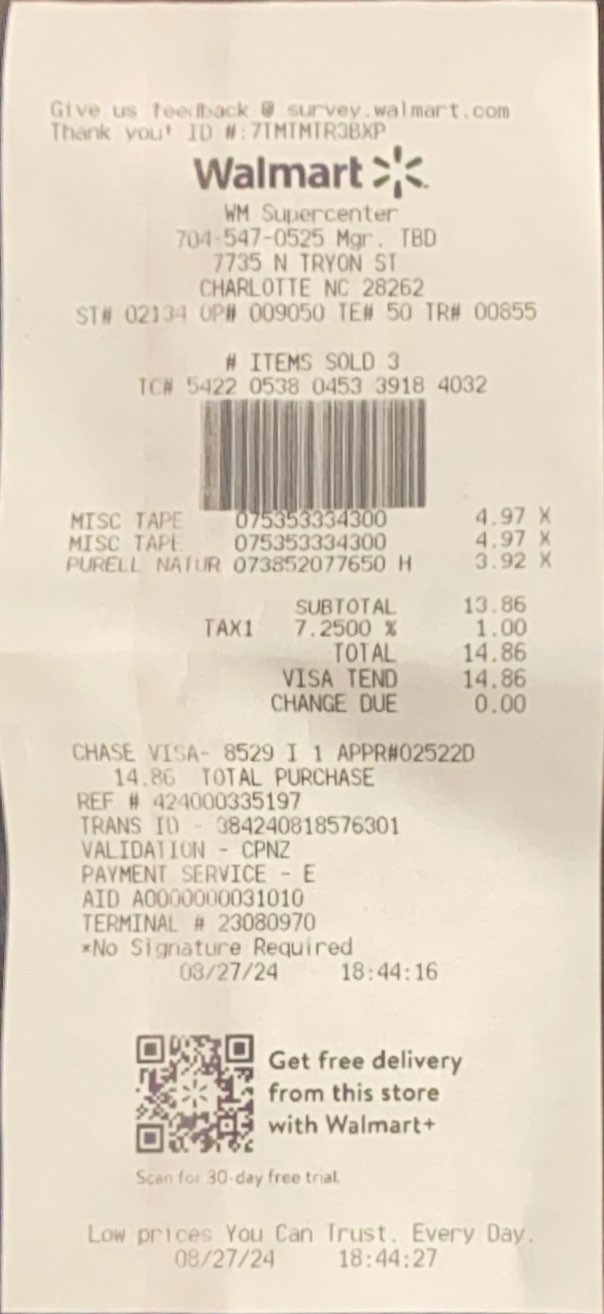 Give us feedback @ survey.walmart.com
Thank you! ID #:7TMTMTR3BXP
Walmart
WM Supercenter
704-547-0525 Mgr. TBD
7735 N TRYON ST
CHARLOTTE NC 28262
ST# 02134 OP# 009050 TE# 50 TR# 00855
# ITEMS SOLD 3
TC# 5422 0538 0453 3918 4032
MISC TAPE 075353334300 4.97 X
MISC TAPE 075353334300 4.97 X
PURELL NATUR 073852077650 H 3.92 X
SUBTOTAL 13.86
TAX1 7.2500 % 1.00
TOTAL 14.86
VISA TEND 14.86
CHANGE DUE 0.00
CHASE VISA- 8529 I 1 APPR#02522D
14.86 TOTAL PURCHASE
REF # 424000335197
TRANS ID - 384240818576301
VALIDATION - CPNZ
PAYMENT SERVICE - E
AID A0000000031010
TERMINAL # 23080970
*No Signature Required
08/27/24 18:44:16
Get free delivery
from this store
with Walmart+
Scan for 30-day free trial.
Low prices You Can Trust. Every Day.
08/27/24 18:44:27